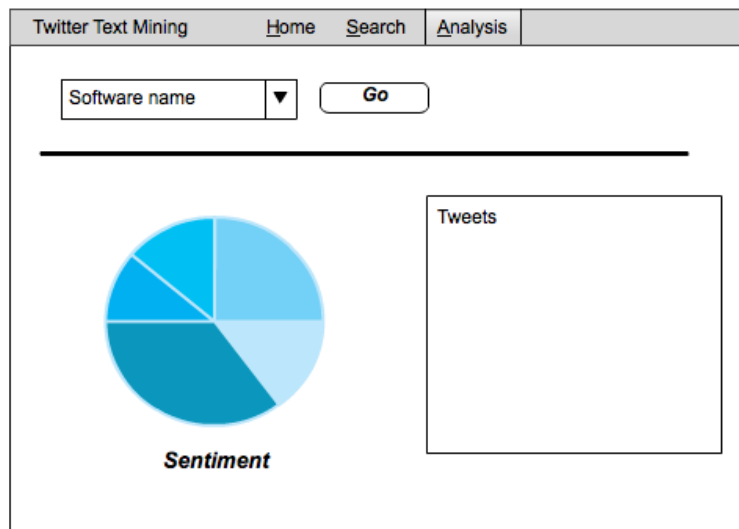 Twitter Text Mining Home Search Analysis
Software name Go
Tweets
Sentiment